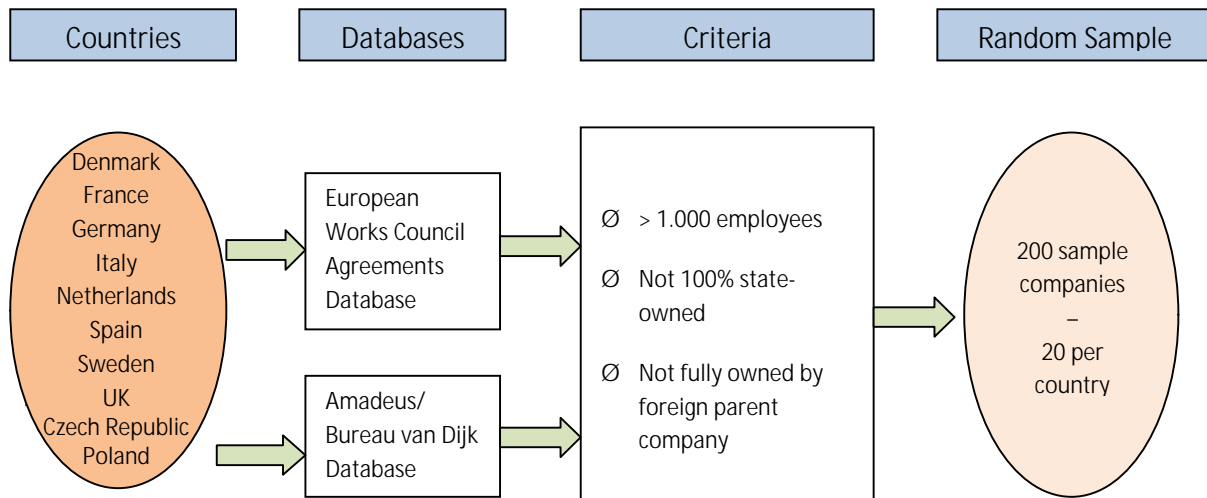 Countries
Databases
Criteria
Random Sample
Denmark
France
Germany
Italy
Netherlands
Spain
Sweden
UK
Czech Republic
Poland
European
Works Council
Agreements
Database
Amadeus/
Bureau van Dijk
Database
Ø > 1.000 employees
Ø Not 100% state-
owned
Ø Not fully owned by
foreign parent
company
200 sample
companies
–
20 per
country